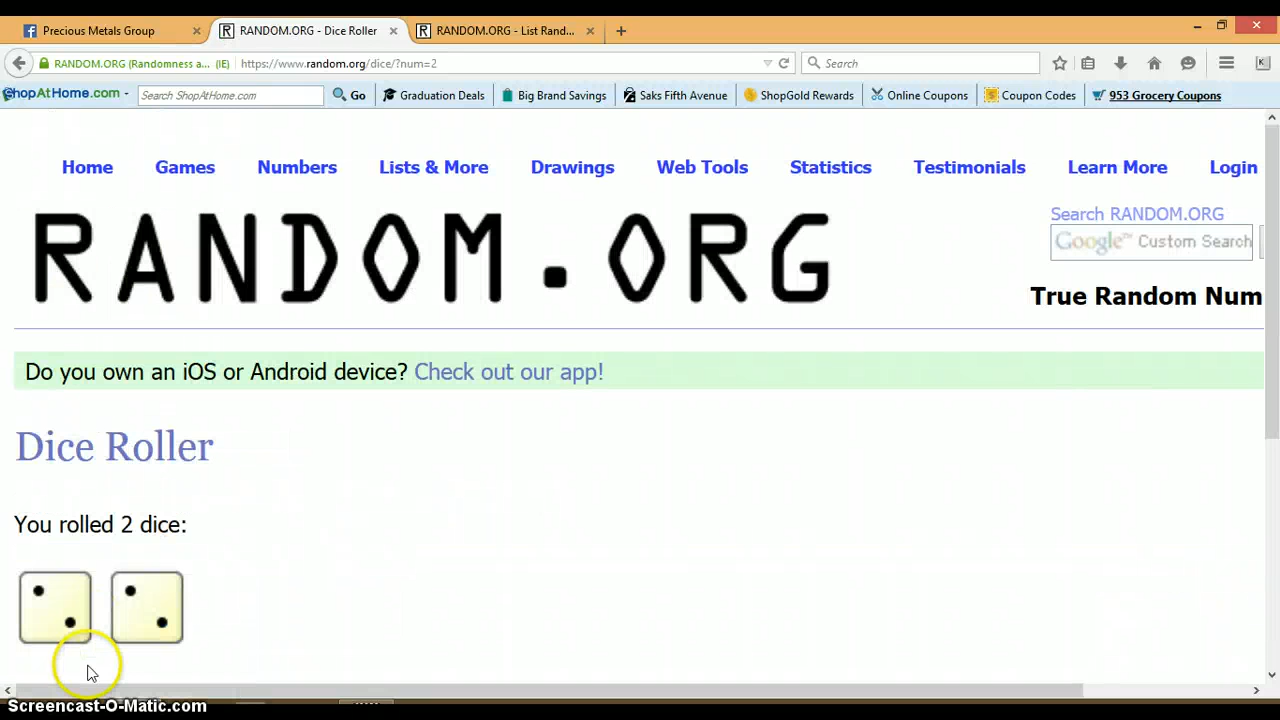 Precious Metals Group
RANDOM.ORG - Dice Roller
RANDOM.ORG - List Rand...
RANDOM.ORG (Randomness a... (IE)
https://www.random.org/dice/?num=2
Search
ShopAtHome.com
Search ShopAtHome.com
Go
Graduation Deals
Big Brand Savings
Saks Fifth Avenue
ShopGold Rewards
Online Coupons
Coupon Codes
953 Grocery Coupons
Home Games Numbers Lists & More Drawings Web Tools Statistics Testimonials Learn More Login
RANDOM.ORG
Search RANDOM.ORG
Google™ Custom Search
True Random Num
Do you own an iOS or Android device? Check out our app!
Dice Roller
You rolled 2 dice:
Screencast-O-Matic.com